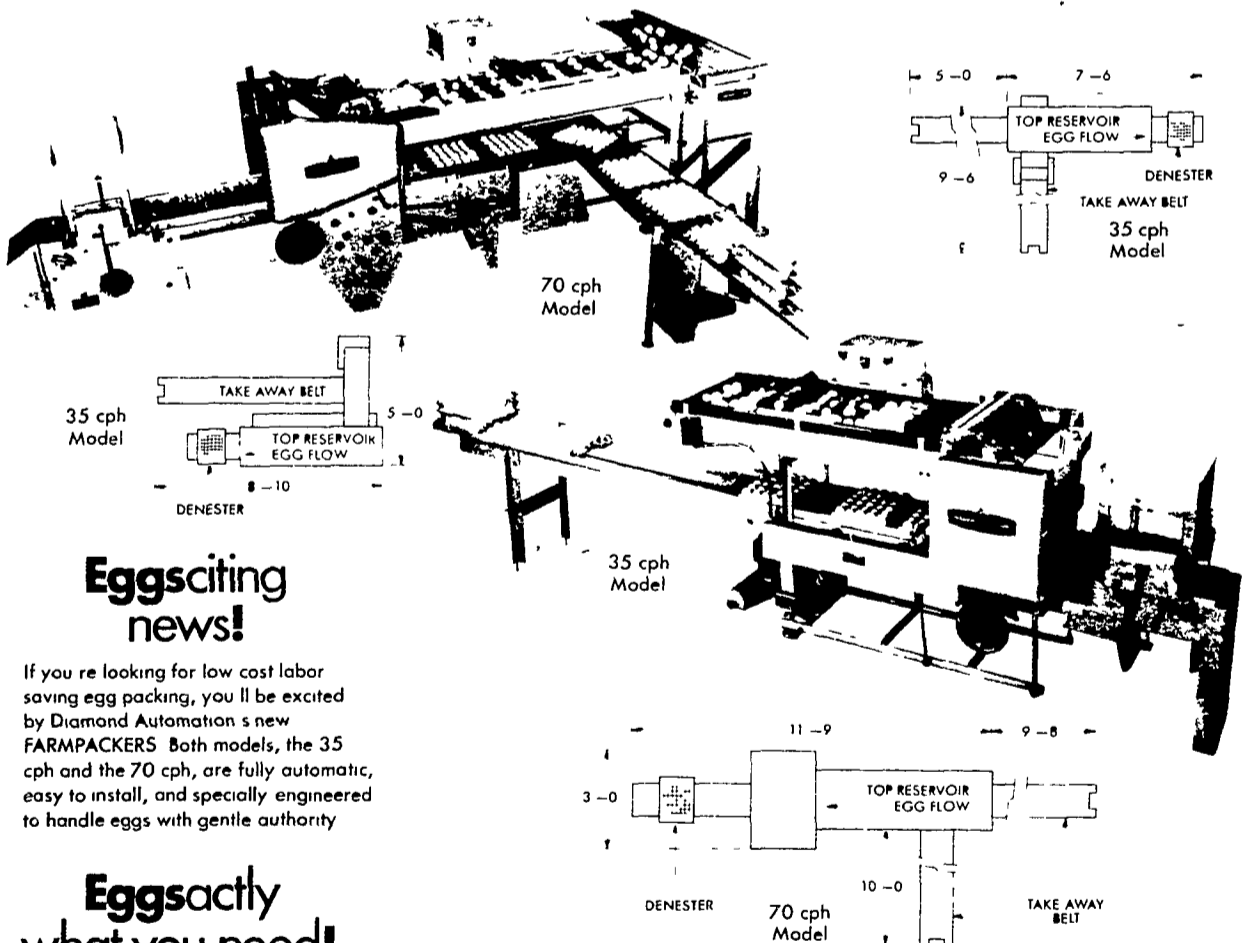 5 – 0
7 – 6
TOP RESERVOIR
EGG FLOW
9 – 6
DENESTER
TAKE AWAY BELT
35 cph
Model
70 cph
Model
TAKE AWAY BELT
35 cph
Model
5 – 0
TOP RESERVOIR
EGG FLOW
8 – 10
DENESTER
35 cph
Model
Eggsciting
news!
If you re looking for low cost labor
saving egg packing, you ll be excited
by Diamond Automation s new
FARMPACKERS Both models, the 35
cph and the 70 cph, are fully automatic,
easy to install, and specially engineered
to handle eggs with gentle authority
11 – 9
9 – 8
3 – 0
TOP RESERVOIR
EGG FLOW
10 – 0
DENESTER
70 cph
Model
TAKE AWAY
BELT
Eggsactly
what you need!